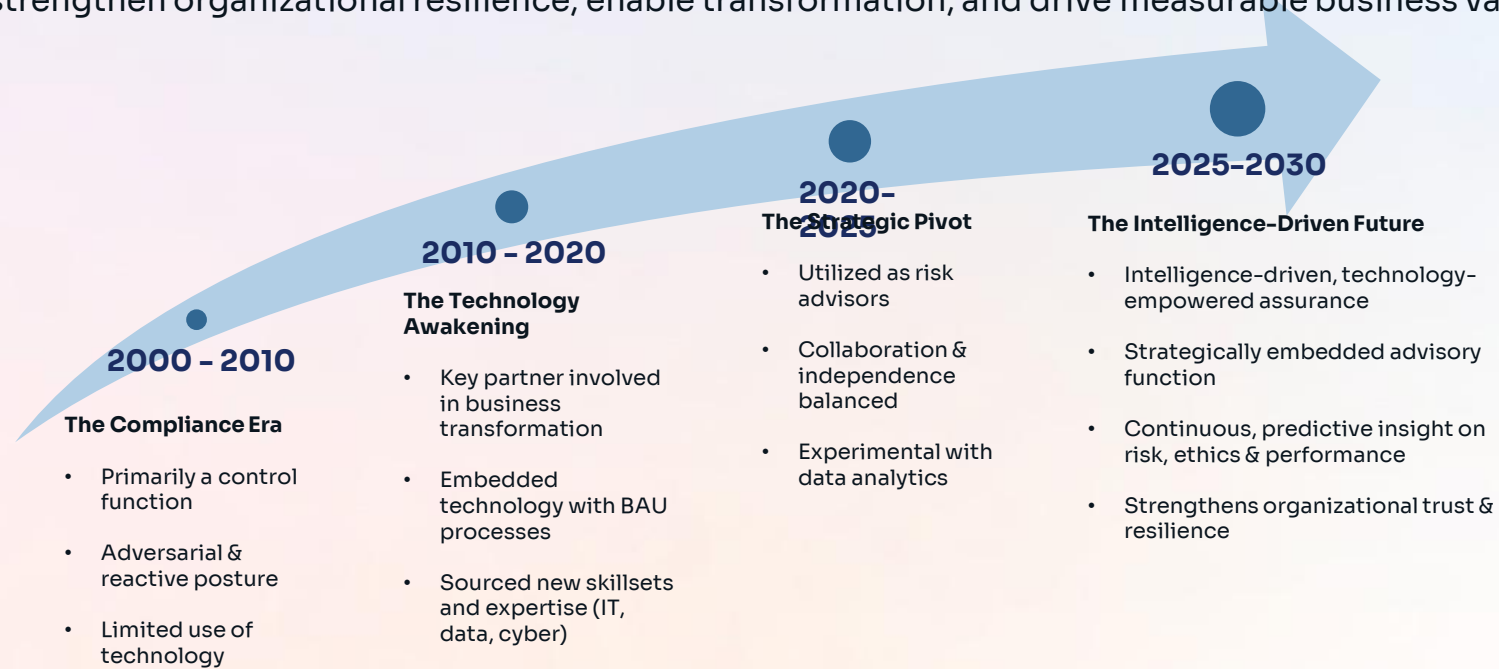 strengthen organizational resilience, enable transformation, and drive measurable business va
2000 – 2010
The Compliance Era
• Primarily a control
function
• Adversarial &
reactive posture
• Limited use of
technology
2010 – 2020
The Technology
Awakening
• Key partner involved
in business
transformation
• Embedded
technology with BAU
processes
• Sourced new skillsets
and expertise (IT,
data, cyber)
2020-
2025
The Strategic Pivot
• Utilized as risk
advisors
• Collaboration &
independence
balanced
• Experimental with
data analytics
2025-2030
The Intelligence-Driven Future
• Intelligence-driven, technology-
empowered assurance
• Strategically embedded advisory
function
• Continuous, predictive insight on
risk, ethics & performance
• Strengthens organizational trust &
resilience